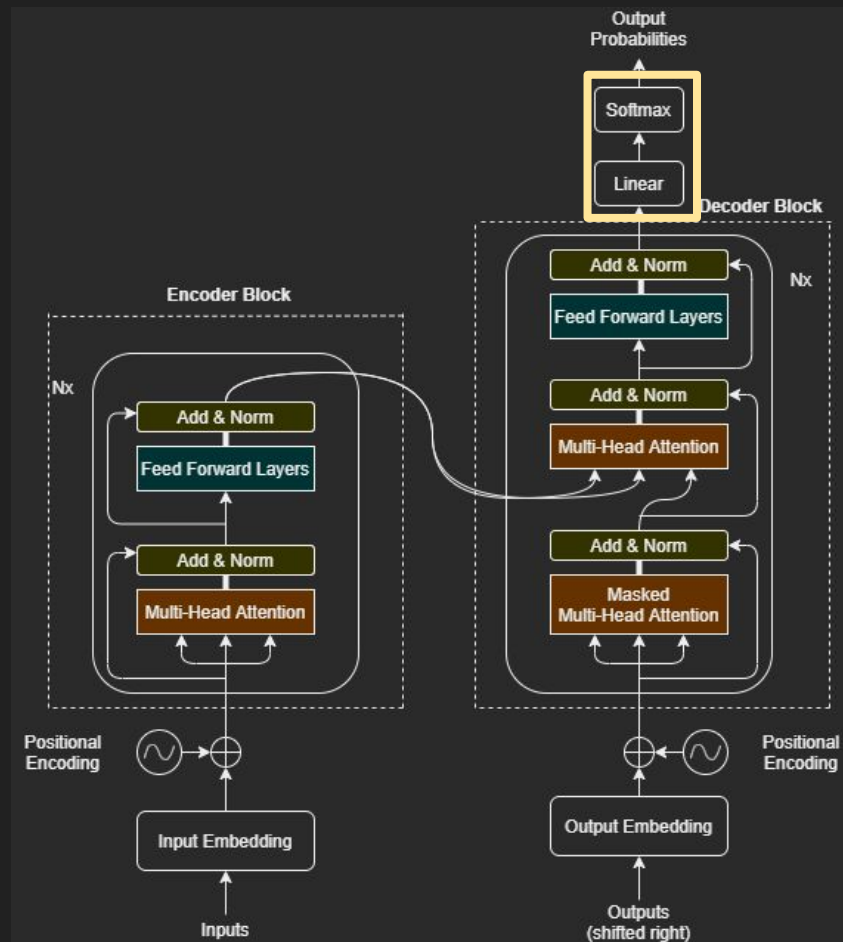 Output
Probabilities
Softmax
Linear
Decoder Block
Add & Norm
Nx
Feed Forward Layers
Add & Norm
Multi-Head Attention
Add & Norm
Masked
Multi-Head Attention
Positional
Encoding
Output Embedding
Outputs
(shifted right)
Encoder Block
Nx
Add & Norm
Feed Forward Layers
Add & Norm
Multi-Head Attention
Positional
Encoding
Input Embedding
Inputs